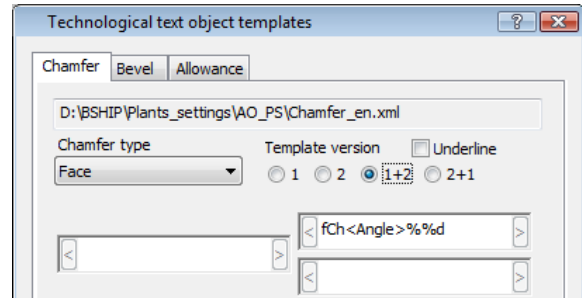 Technological text object templates
Chamfer Bevel Allowance
D:\BSHIP\Plants_settings\AO_PS\Chamfer_en.xml
Chamfer type Template version Underline
Face 1 2 1+2 2+1
fCh<Angle>%%d